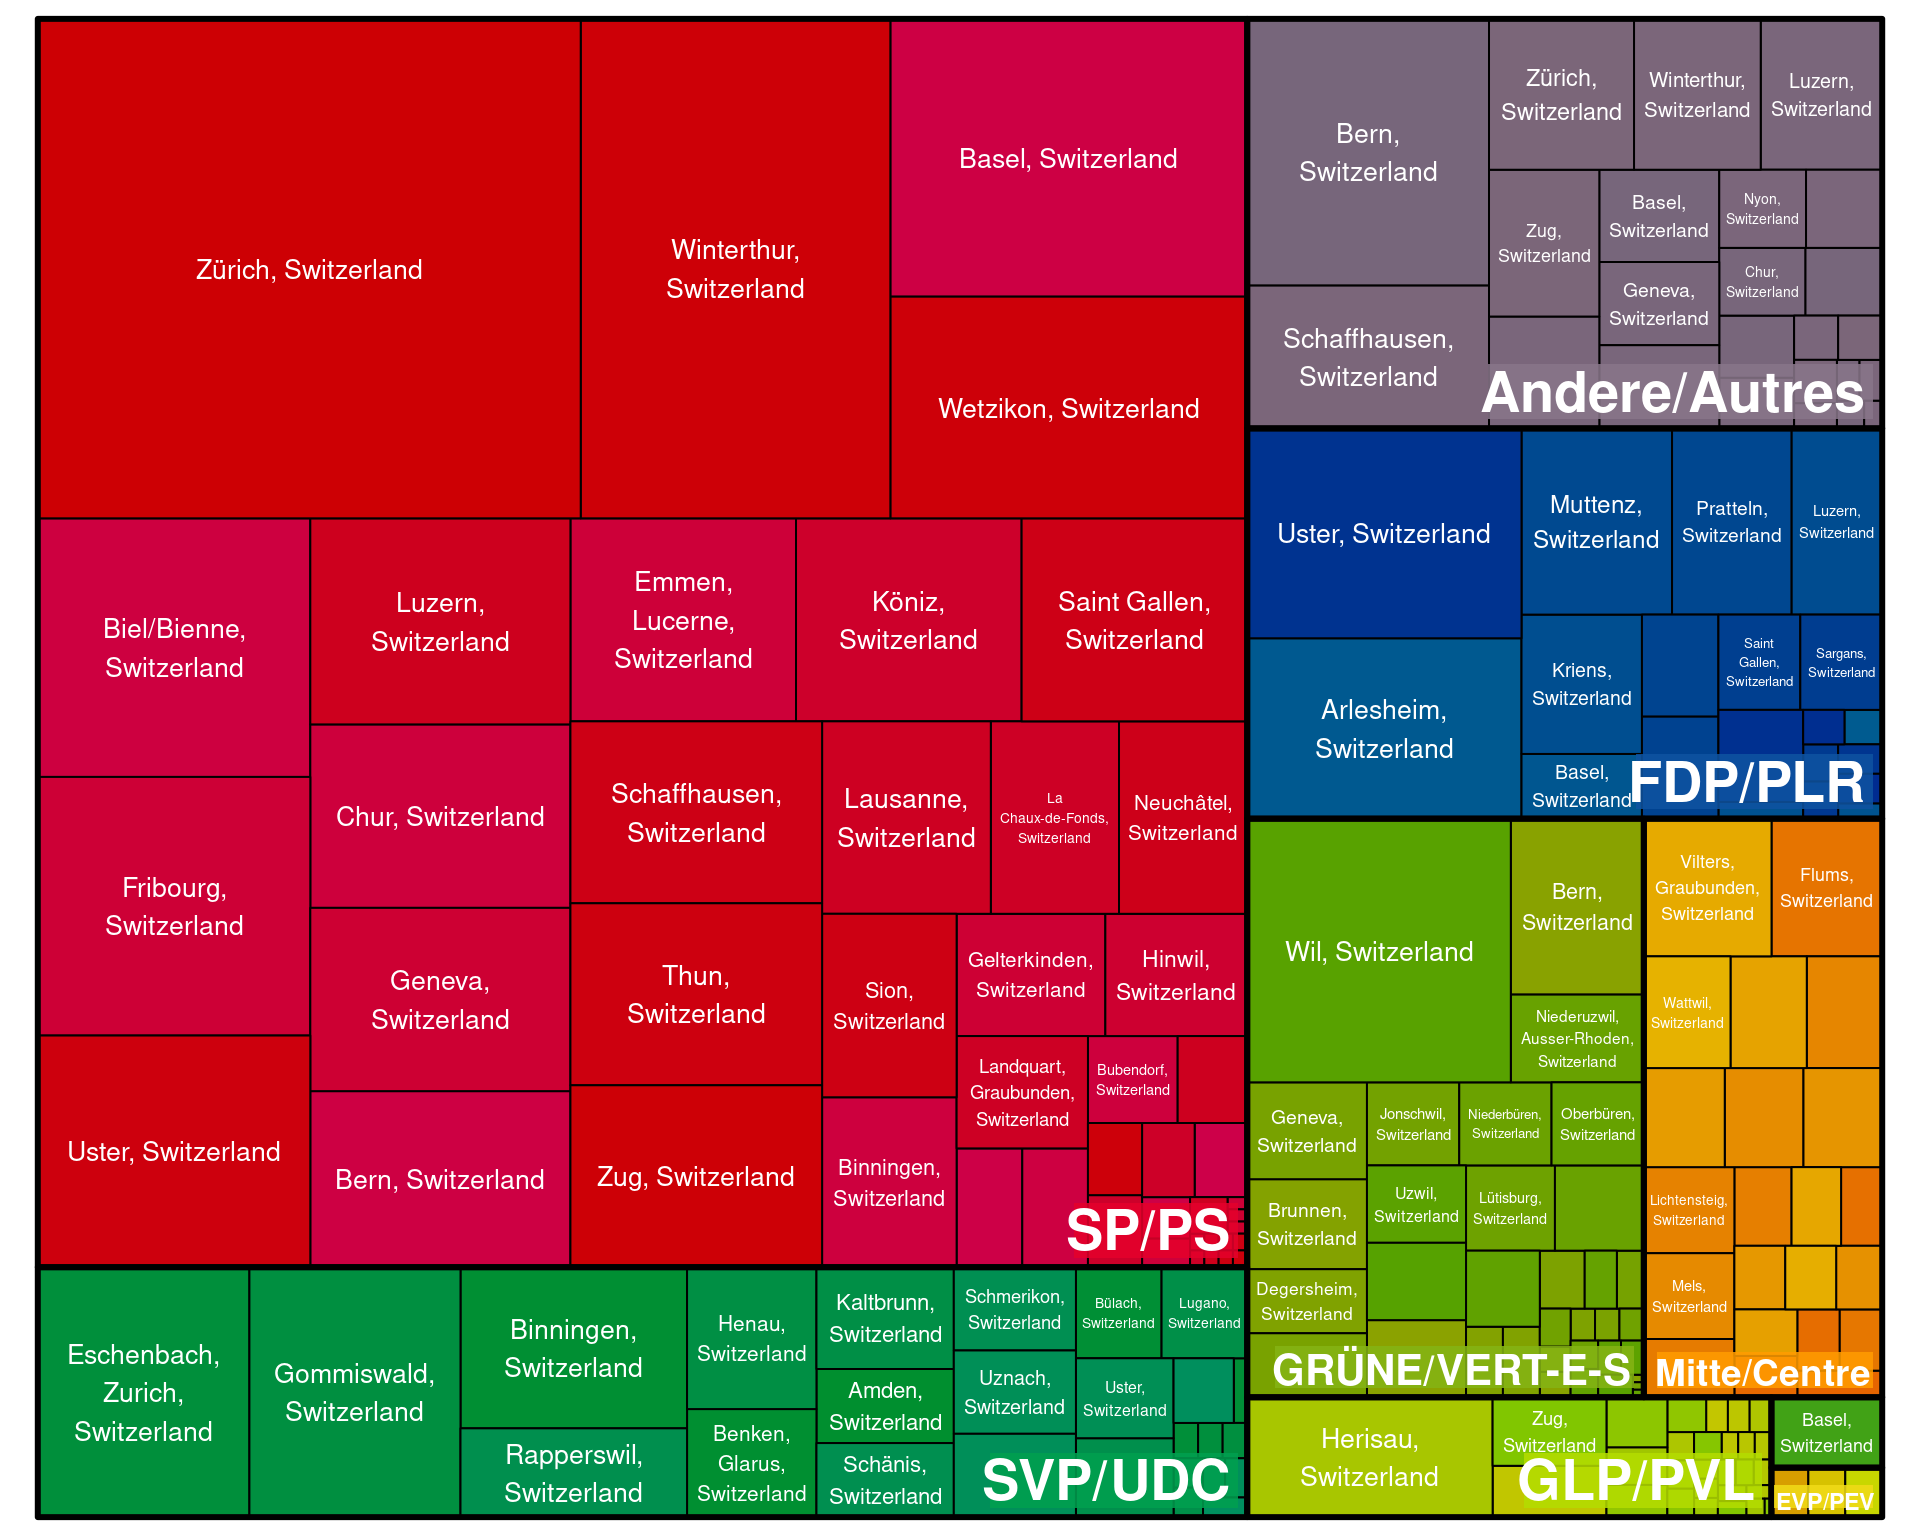 Zürich, Switzerland
Winterthur,
Switzerland
Basel, Switzerland
Wetzikon, Switzerland
Biel/Bienne,
Switzerland
Fribourg,
Switzerland
Uster, Switzerland
Luzern,
Switzerland
Chur, Switzerland
Geneva,
Switzerland
Bern, Switzerland
Emmen,
Lucerne,
Switzerland
Köniz,
Switzerland
Saint Gallen,
Switzerland
Schaffhausen,
Switzerland
Thun,
Switzerland
Zug, Switzerland
Lausanne,
Switzerland
La
Chaux-de-Fonds,
Switzerland
Neuchâtel,
Switzerland
Sion,
Switzerland
Binningen,
Switzerland
Gelterkinden,
Switzerland
Hinwil,
Switzerland
Landquart,
Graubunden,
Switzerland
Bubendorf,
Switzerland
SP/PS
Eschenbach,
Zurich,
Switzerland
Gommiswald,
Switzerland
Binningen,
Switzerland
Rapperswil,
Switzerland
Henau,
Switzerland
Benken,
Glarus,
Switzerland
Kaltbrunn,
Switzerland
Amden,
Switzerland
Schänis,
Switzerland
Schmerikon,
Switzerland
Uznach,
Switzerland
Bülach,
Switzerland
Lugano,
Switzerland
Uster,
Switzerland
SVP/UDC
Bern,
Switzerland
Schaffhausen,
Switzerland
Zürich,
Switzerland
Winterthur,
Switzerland
Luzern,
Switzerland
Zug,
Switzerland
Basel,
Switzerland
Geneva,
Switzerland
Nyon,
Switzerland
Chur,
Switzerland
Andere/Autres
Uster, Switzerland
Arlesheim,
Switzerland
Muttenz,
Switzerland
Pratteln,
Switzerland
Luzern,
Switzerland
Kriens,
Switzerland
Basel,
Switzerland
Saint
Gallen,
Switzerland
Sargans,
Switzerland
FDP/PLR
Wil, Switzerland
Bern,
Switzerland
Niederuzwil,
Ausser-Rhoden,
Switzerland
Geneva,
Switzerland
Brunnen,
Switzerland
Degersheim,
Switzerland
Jonschwil,
Switzerland
Niederbüren,
Switzerland
Oberbüren,
Switzerland
Uzwil,
Switzerland
Lütisburg,
Switzerland
GRÜNE/VERT-E-S
Vilters,
Graubunden,
Switzerland
Flums,
Switzerland
Wattwil,
Switzerland
Lichtensteig,
Switzerland
Mels,
Switzerland
Mitte/Centre
Herisau,
Switzerland
Zug,
Switzerland
GLP/PVL
Basel,
Switzerland
EVP/PEV